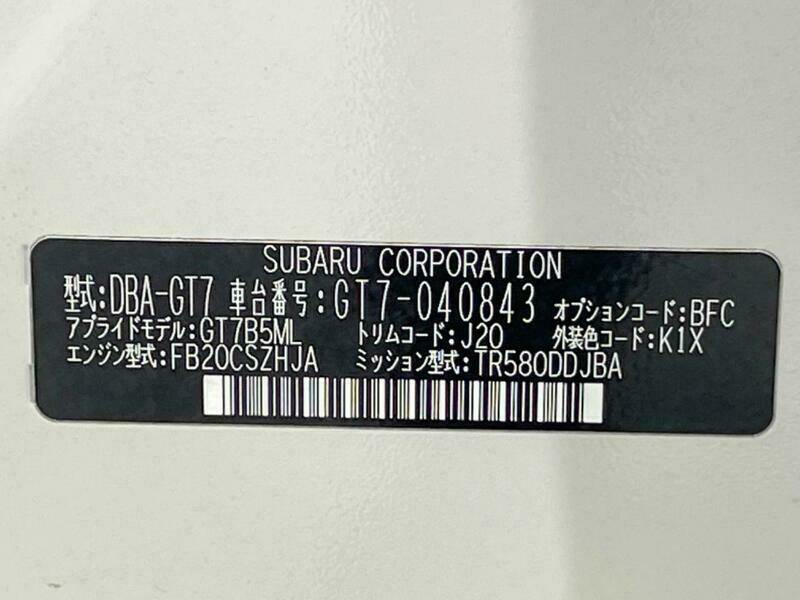 SUBARU CORPORATION
型式:DBA-GT7 車台番号:GT7-040843 オプションコード:BFC
アプライドモデル:GT7B5ML トリムコード:J20 外装色コード:K1X
エンジン型式:FB20CSZHJA ミッション型式:TR580DDJBA